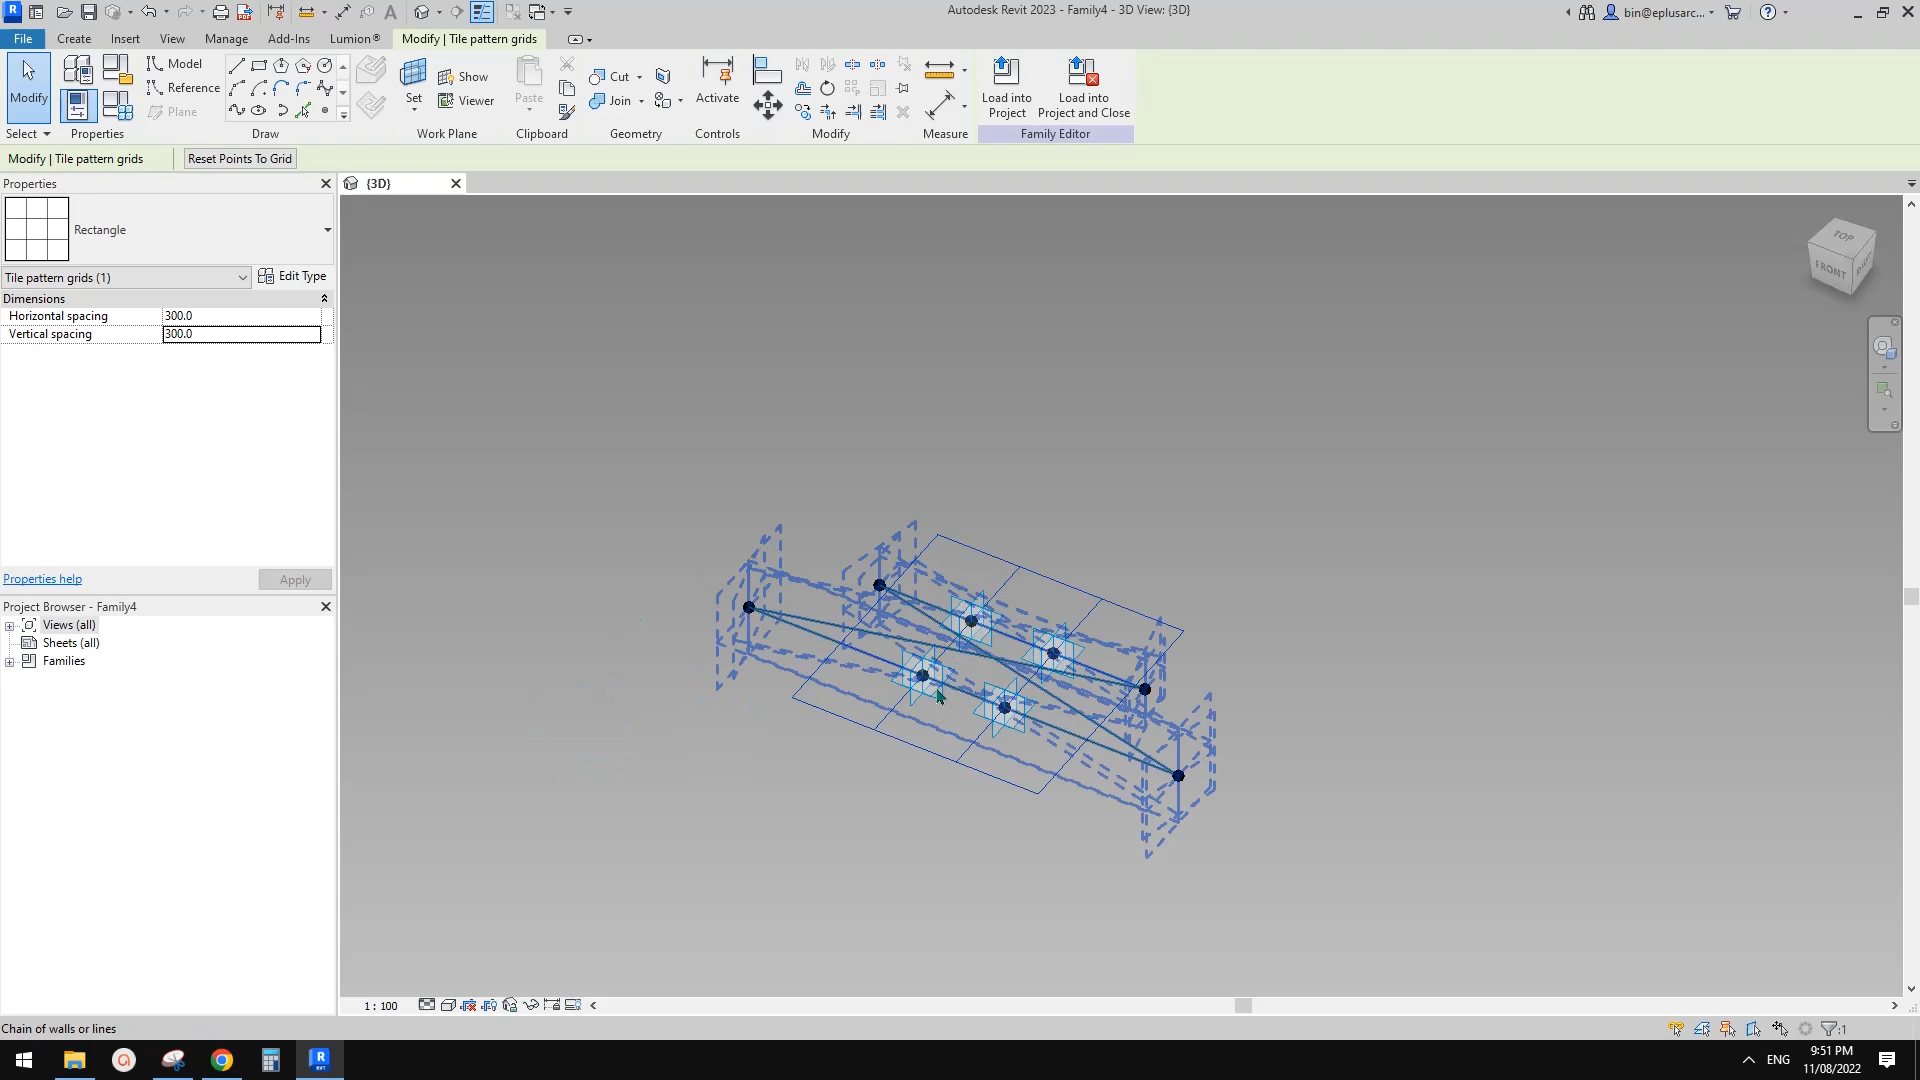 Autodesk Revit 2023 - Family4 - 3D View: {3D}
bin@eplusarc...
File Create Insert View Manage Add-Ins Lumion® Modify | Tile pattern grids
Modify
Model
Reference
Plane
Set
Show
Viewer
Paste
Cut
Join
Activate
Load into
Project
Load into
Project and Close
Select Properties Draw Work Plane Clipboard Geometry Controls Modify Measure Family Editor
Modify | Tile pattern grids Reset Points To Grid
Properties
{3D}
Rectangle
Tile pattern grids (1) Edit Type
Dimensions
Horizontal spacing 300.0
Vertical spacing 300.0
Properties help Apply
Project Browser - Family4
Views (all)
Sheets (all)
Families
TOP
FRONT
RIGHT
1 : 100
Chain of walls or lines
:1
ENG
9:51 PM
11/08/2022